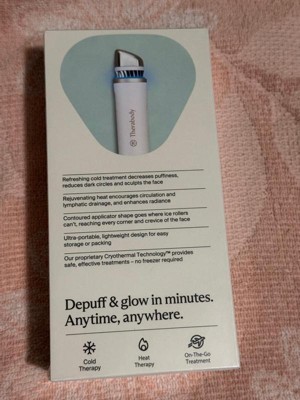 Therabody
Refreshing cold treatment decreases puffiness,
reduces dark circles and sculpts the face
Rejuvenating heat encourages circulation and
lymphatic drainage, and enhances radiance
Contoured applicator shape goes where ice rollers
can't, reaching every corner and crevice of the face
Ultra-portable, lightweight design for easy
storage or packing
Our proprietary Cryothermal Technology™ provides
safe, effective treatments – no freezer required
Depuff & glow in minutes.
Anytime, anywhere.
Cold
Therapy
Heat
Therapy
On-The-Go
Treatment